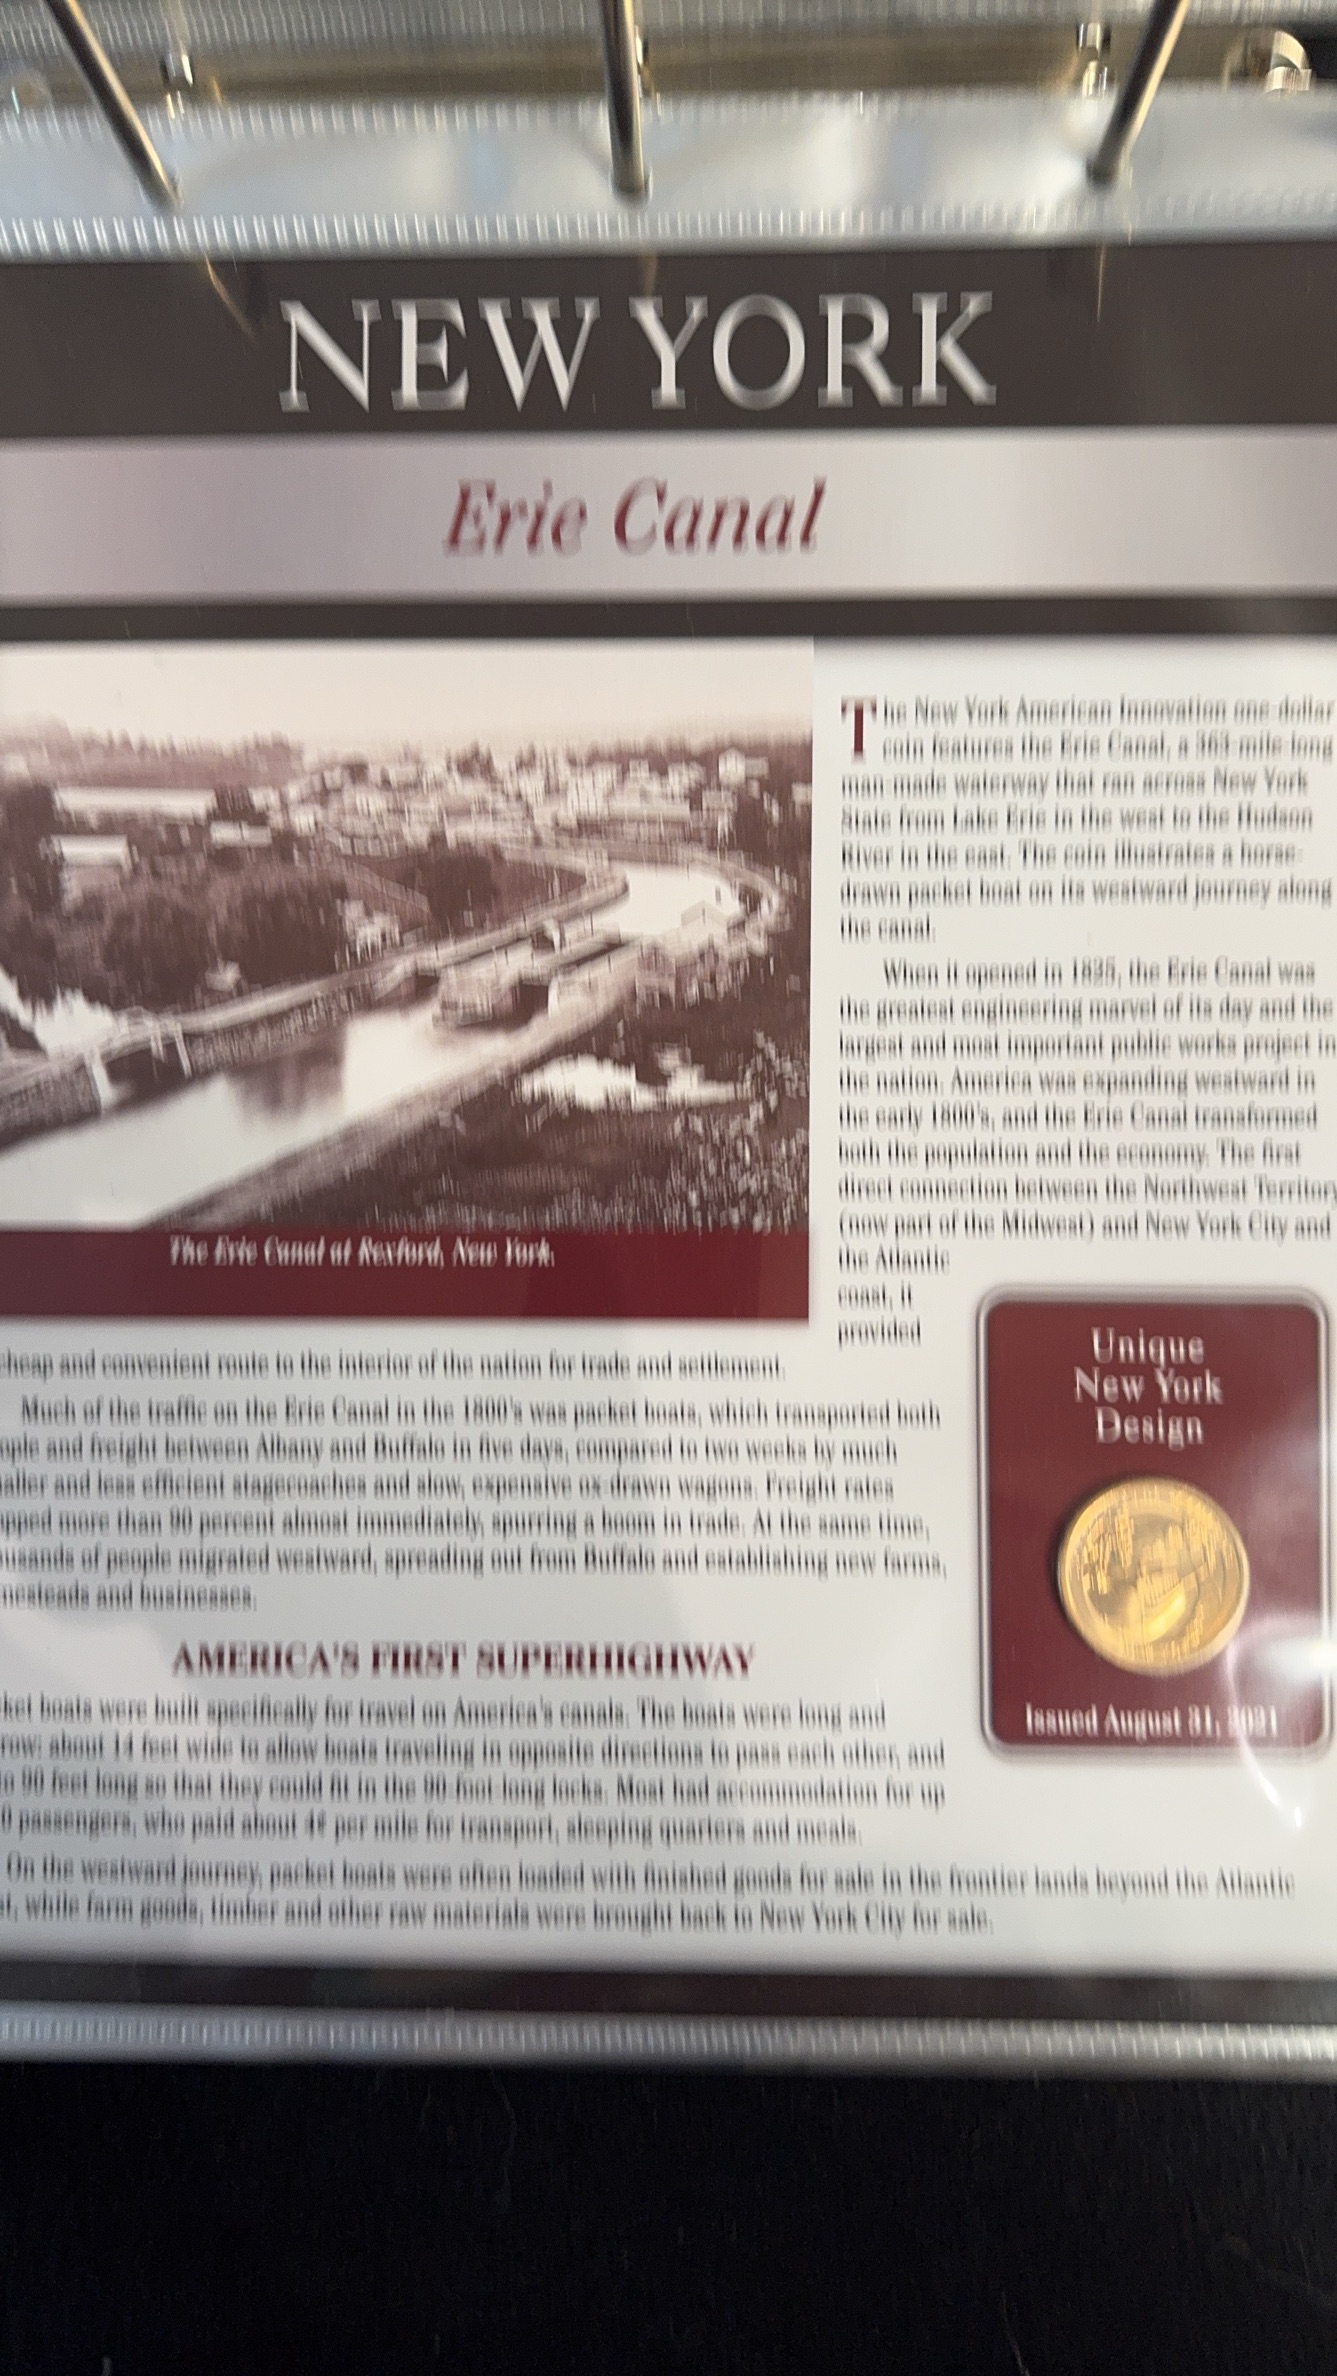 NEW YORK
Erie Canal
The New York American Innovation one-dollar
coin features the Erie Canal, a 363-mile-long
man-made waterway that ran across New York
State from Lake Erie in the west to the Hudson
River in the east. The coin illustrates a horse-
drawn packet boat on its westward journey along
the canal.
When it opened in 1825, the Erie Canal was
the greatest engineering marvel of its day and the
largest and most important public works project in
the nation. America was expanding westward in
the early 1800's, and the Erie Canal transformed
both the population and the economy. The first
direct connection between the Northwest Territory
(now part of the Midwest) and New York City and
the Atlantic
coast, it
provided
The Erie Canal at Rexford, New York.
cheap and convenient route to the interior of the nation for trade and settlement.
Much of the traffic on the Erie Canal in the 1800's was packet boats, which transported both
ople and freight between Albany and Buffalo in five days, compared to two weeks by much
aller and less efficient stagecoaches and slow, expensive ox-drawn wagons. Freight rates
pped more than 90 percent almost immediately, spurring a boom in trade. At the same time,
usands of people migrated westward, spreading out from Buffalo and establishing new farms,
mesteads and businesses.
AMERICA'S FIRST SUPERHIGHWAY
ket boats were built specifically for travel on America's canals. The boats were long and
row: about 14 feet wide to allow boats traveling in opposite directions to pass each other, and
o 90 feet long so that they could fit in the 90-foot-long locks. Most had accommodation for up
0 passengers, who paid about 4¢ per mile for transport, sleeping quarters and meals.
On the westward journey, packet boats were often loaded with finished goods for sale in the frontier lands beyond the Atlantic
st, while farm goods, timber and other raw materials were brought back to New York City for sale.
Unique
New York
Design
Issued August 31, 2021